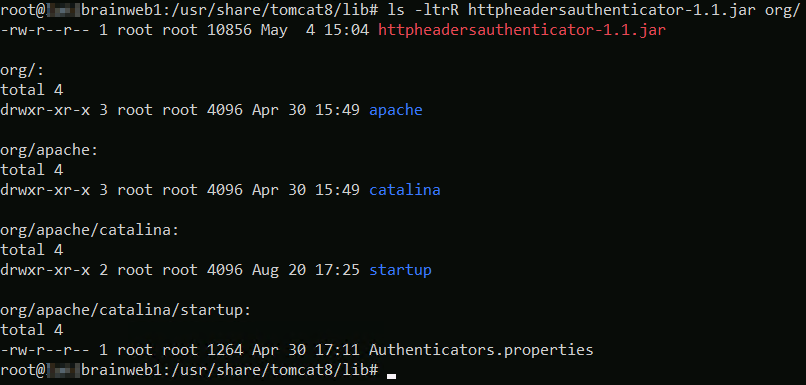 root@brainweb1:/usr/share/tomcat8/lib# ls -ltrR httpheadersauthenticator-1.1.jar org/
-rw-r--r-- 1 root root 10856 May  4 15:04 httpheadersauthenticator-1.1.jar
org/:
total 4
drwxr-xr-x 3 root root 4096 Apr 30 15:49 apache
org/apache:
total 4
drwxr-xr-x 3 root root 4096 Apr 30 15:49 catalina
org/apache/catalina:
total 4
drwxr-xr-x 2 root root 4096 Aug 20 17:25 startup
org/apache/catalina/startup:
total 4
-rw-r--r-- 1 root root 1264 Apr 30 17:11 Authenticators.properties
root@brainweb1:/usr/share/tomcat8/lib#